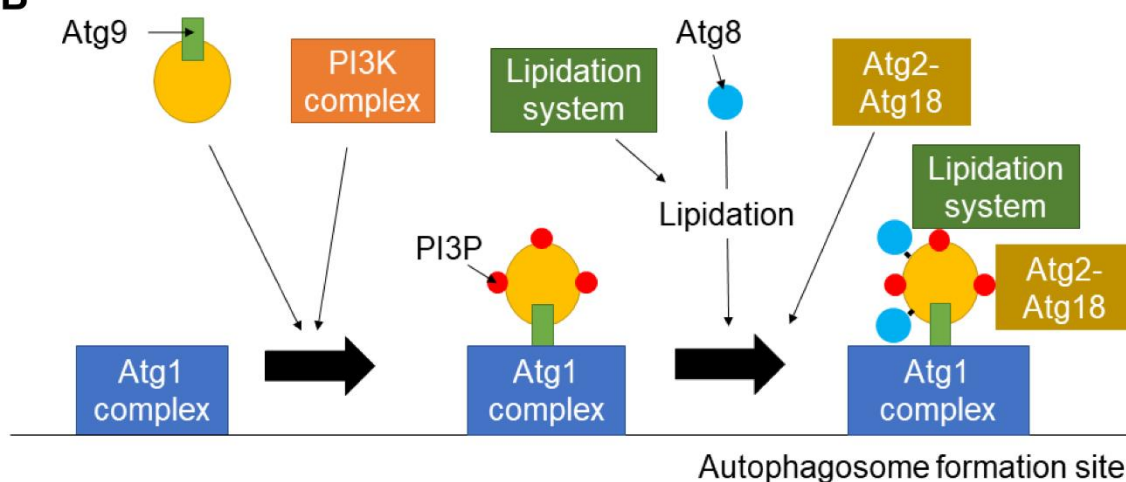 B
Atg9
PI3K
complex
Lipidation
system
Atg8
Atg2-
Atg18
Lipidation
Lipidation
system
PI3P
Atg2-
Atg18
Atg1
complex
Atg1
complex
Atg1
complex
Autophagosome formation site